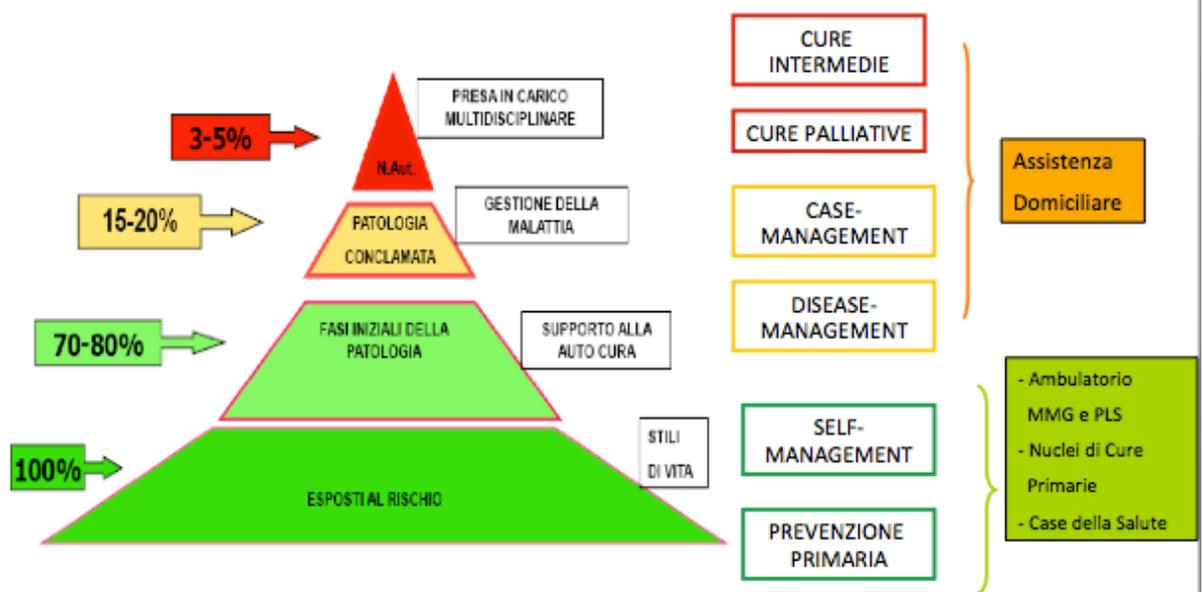 3-5%
N.Aut.
PRESA IN CARICO
MULTIDISCIPLINARE
15-20%
PATOLOGIA
CONCLAMATA
GESTIONE DELLA
MALATTIA
70-80%
FASI INIZIALI DELLA
PATOLOGIA
SUPPORTO ALLA
AUTO CURA
100%
ESPOSTI AL RISCHIO
STILI
DI VITA
CURE
INTERMEDIE
CURE PALLIATIVE
CASE-
MANAGEMENT
DISEASE-
MANAGEMENT
SELF-
MANAGEMENT
PREVENZIONE
PRIMARIA
Assistenza
Domiciliare
- Ambulatorio
MMG e PLS
- Nuclei di Cure
Primarie
- Case della Salute